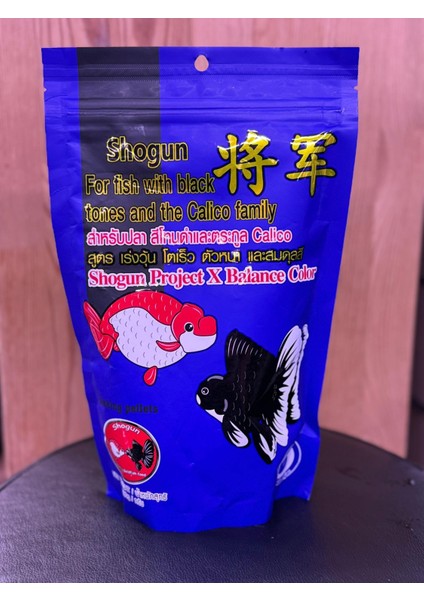 Shogun
将军
For fish with black
tones and the Calico family
สำหรับปลา สีโทนดำและตระกูล Calico
สูตร เร่งวุ้น โตเร็ว ตัวหนา และสมดุลสี
Shogun Project X Balance Color
Shogun